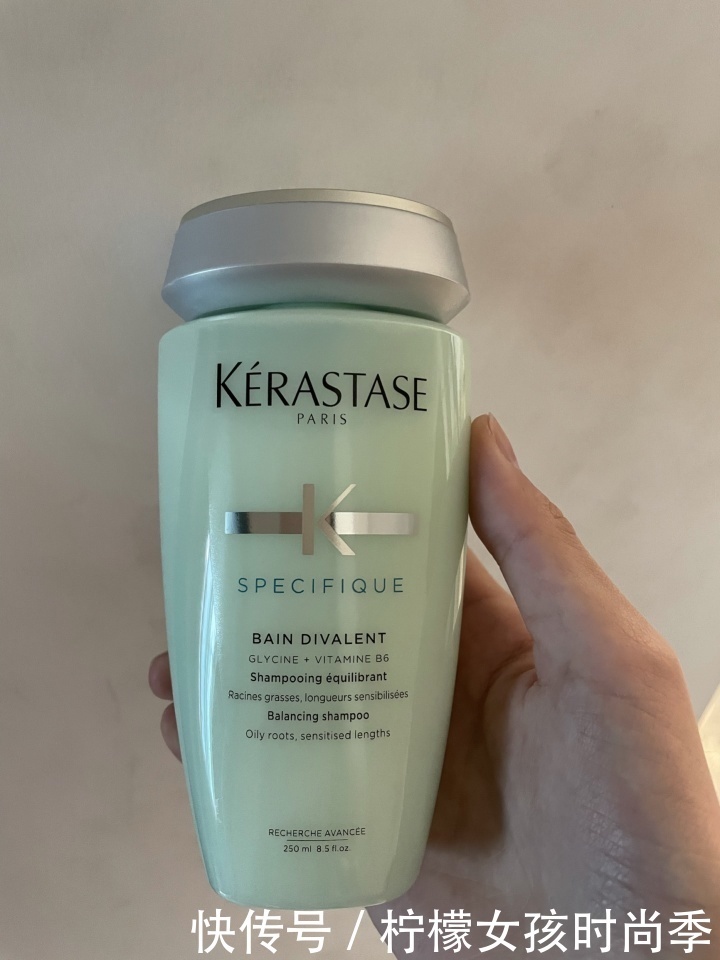 KÉRASTASE
PARIS
K
SPECIFIQUE
BAIN DIVALENT
GLYCINE + VITAMINE B6
Shampooing équilibrant
Racines grasses, longueurs sensibilisées
Balancing shampoo
Oily roots, sensitised lengths
RECHERCHE AVANCÉE
250 ml 8.5 fl.oz.
快传号 / 柠檬女孩时尚季